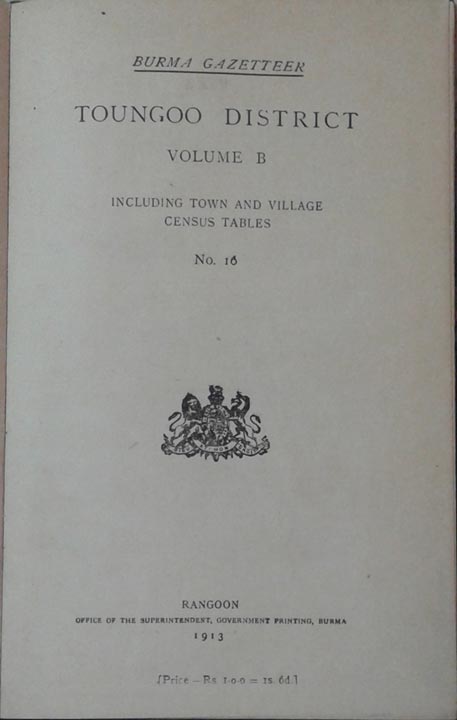 BURMA GAZETTEER
TOUNGOO DISTRICT
VOLUME B
INCLUDING TOWN AND VILLAGE
CENSUS TABLES
No. 16
RANGOON
OFFICE OF THE SUPERINTENDENT, GOVERNMENT PRINTING, BURMA
1913
[Price – Rs. 1-0-0 = 1s. 6d.]